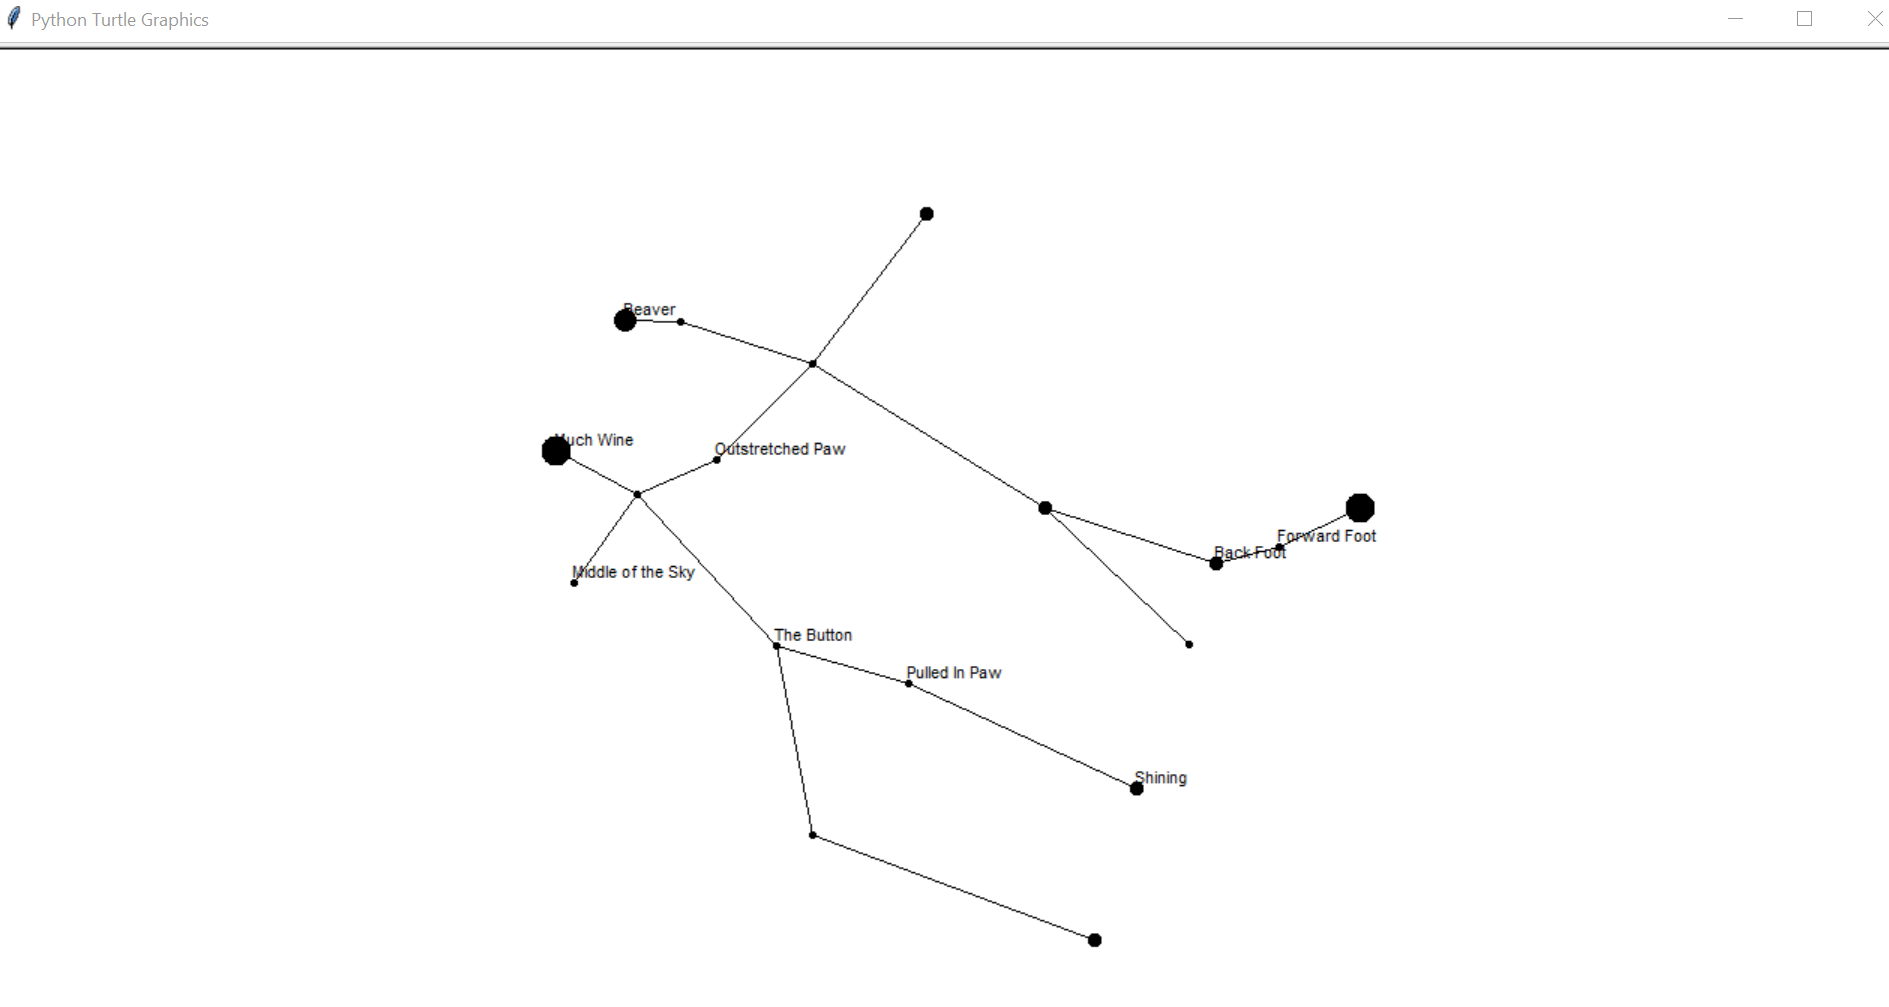 Python Turtle Graphics
Beaver
Much Wine
Outstretched Paw
Forward Foot
Back Foot
Middle of the Sky
The Button
Pulled In Paw
Shining